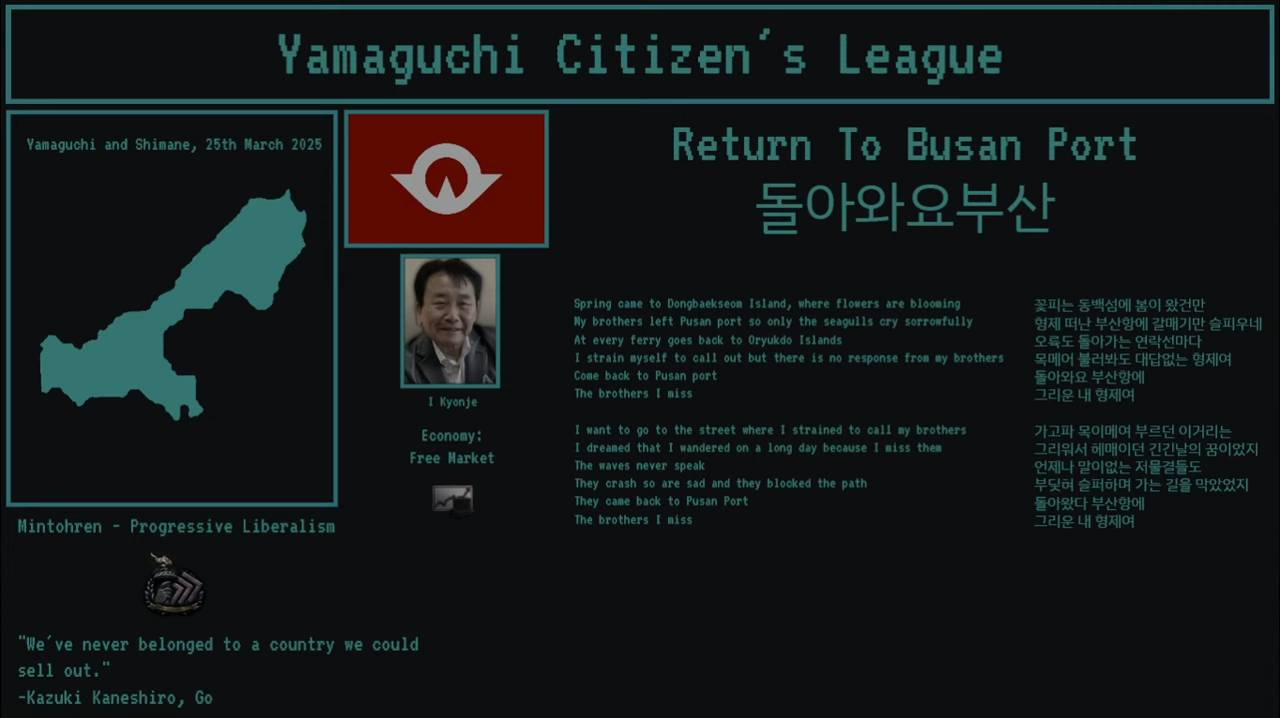 Yamaguchi Citizen's League
Yamaguchi and Shimane, 25th March 2025
I Kyonje
Economy:
Free Market
Mintohren - Progressive Liberalism
"We've never belonged to a country we could
sell out."
-Kazuki Kaneshiro, Go
Return To Busan Port
돌아와요부산
Spring came to Dongbaekseom Island, where flowers are blooming
My brothers left Pusan port so only the seagulls cry sorrowfully
At every ferry goes back to Oryukdo Islands
I strain myself to call out but there is no response from my brothers
Come back to Pusan port
The brothers I miss
I want to go to the street where I strained to call my brothers
I dreamed that I wandered on a long day because I miss them
The waves never speak
They crash so are sad and they blocked the path
They came back to Pusan Port
The brothers I miss
꽃피는 동백섬에 봄이 왔건만
형제 떠난 부산항에 갈매기만 슬피우네
오륙도 돌아가는 연락선마다
목메어 불러봐도 대답없는 형제여
돌아와요 부산항에
그리운 내 형제여
가고파 목이메여 부르던 이거리는
그리워서 헤매이던 긴긴날의 꿈이었지
언제나 말이없는 저물결들도
부딪혀 슬퍼하며 가는 길을 막았었지
돌아왔다 부산항에
그리운 내 형제여